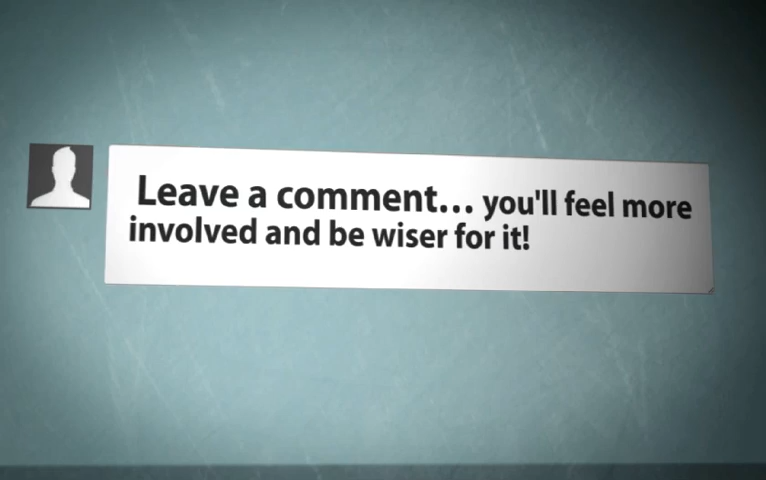 Leave a comment... you'll feel more
involved and be wiser for it!